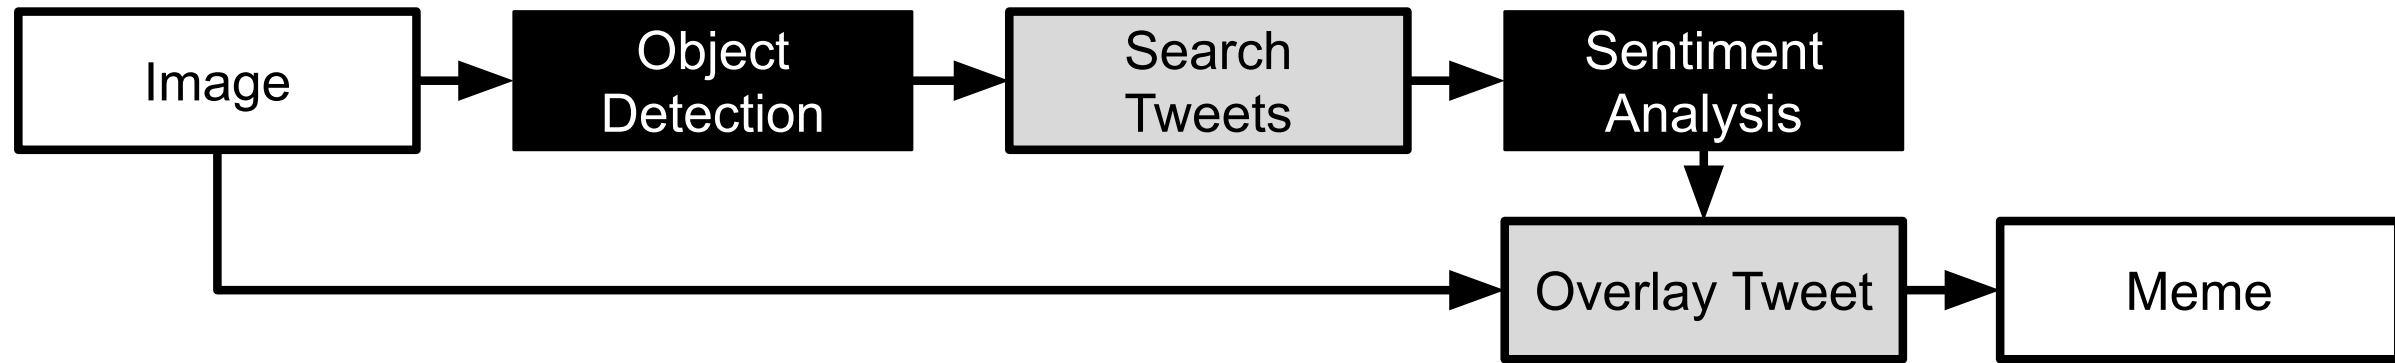 Image
Object
Detection
Search
Tweets
Sentiment
Analysis
Overlay Tweet
Meme